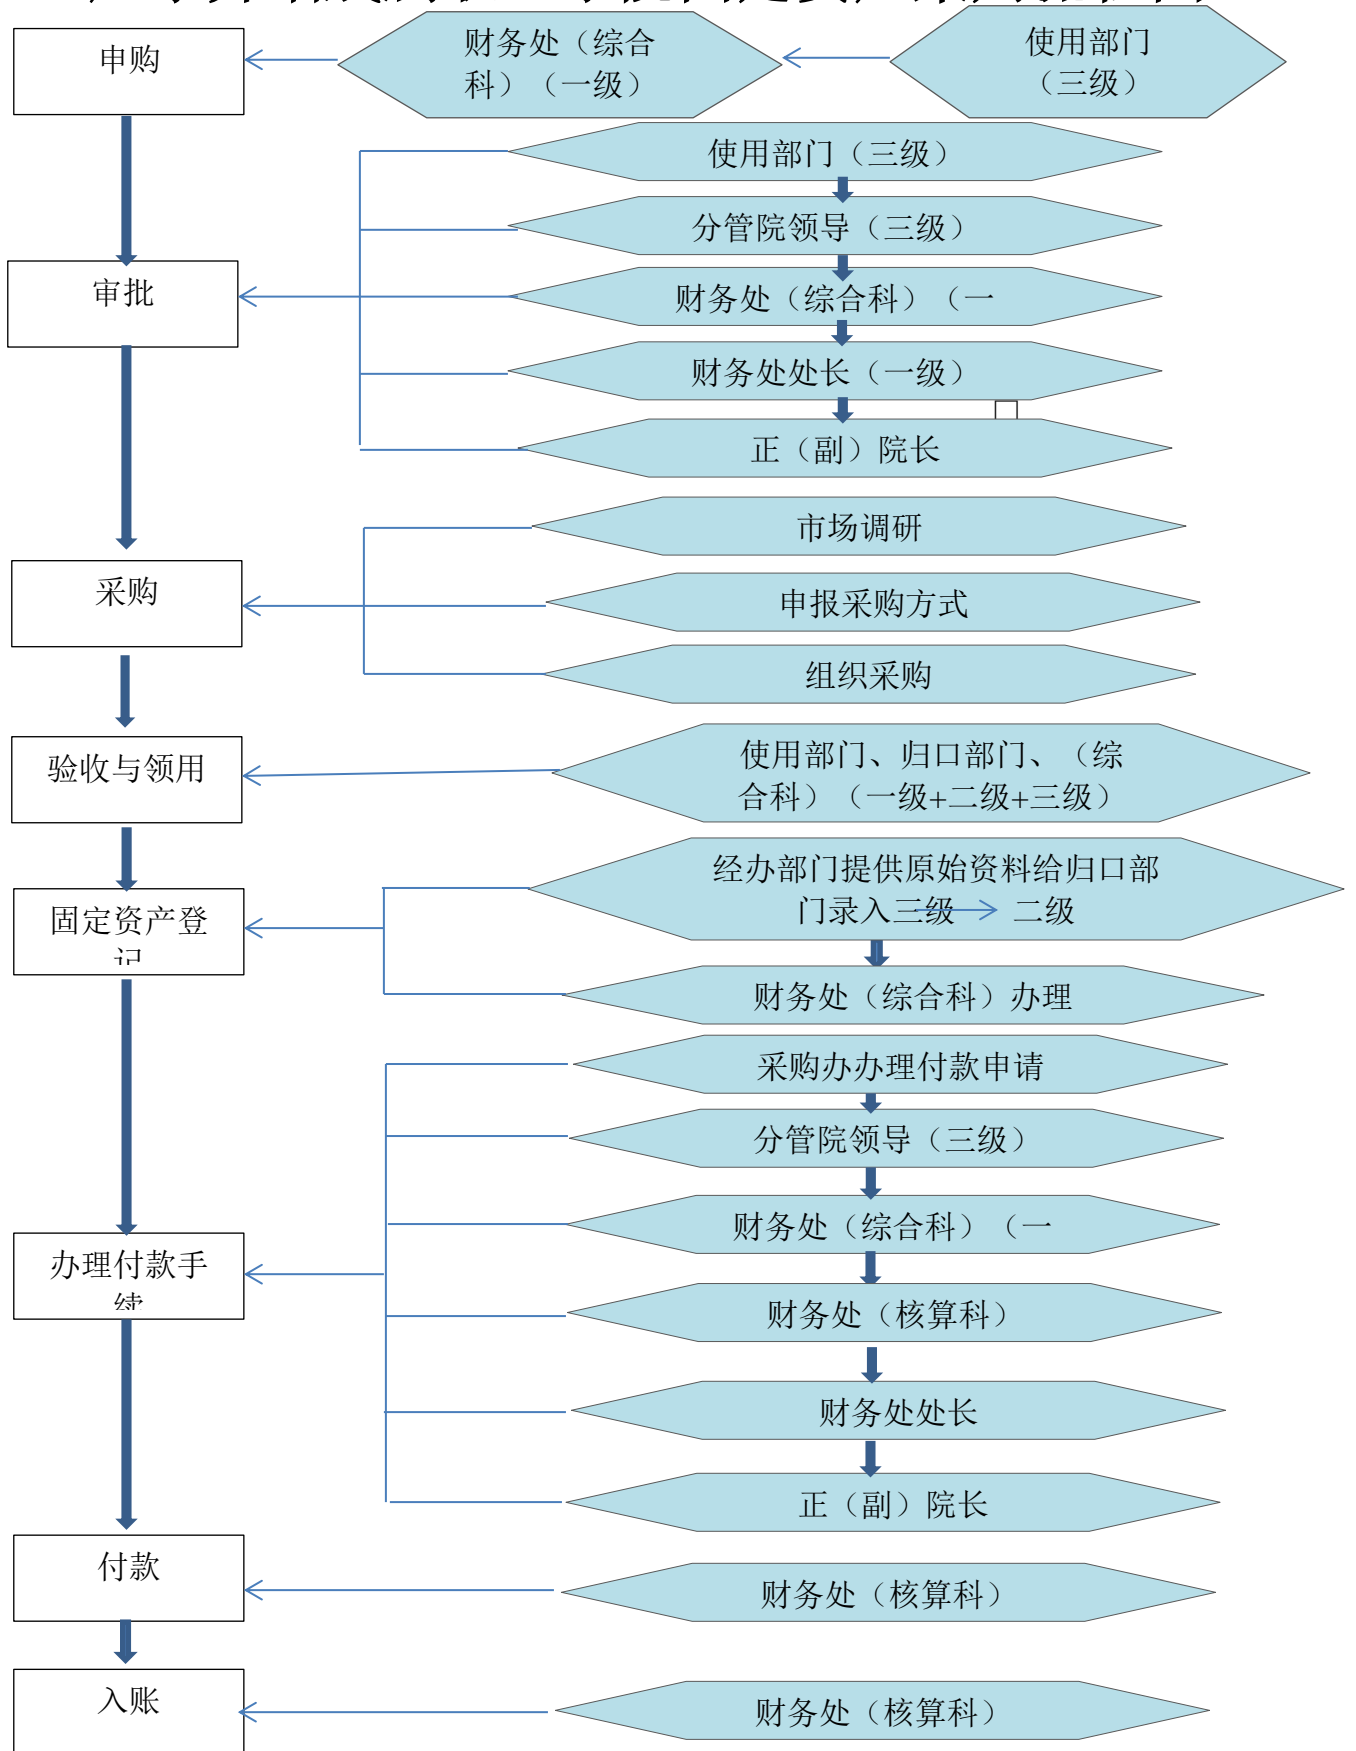 申购
财务处（综合
科）（一级）
使用部门
（三级）
使用部门（三级）
分管院领导（三级）
审批
财务处（综合科）（一
财务处处长（一级）
正（副）院长
市场调研
采购
申报采购方式
组织采购
验收与领用
使用部门、归口部门、（综
合科）（一级+二级+三级）
经办部门提供原始资料给归口部
门录入三级 二级
固定资产登
记
财务处（综合科）办理
采购办办理付款申请
分管院领导（三级）
财务处（综合科）（一
办理付款手
续
财务处（核算科）
财务处处长
正（副）院长
付款
财务处（核算科）
入账
财务处（核算科）